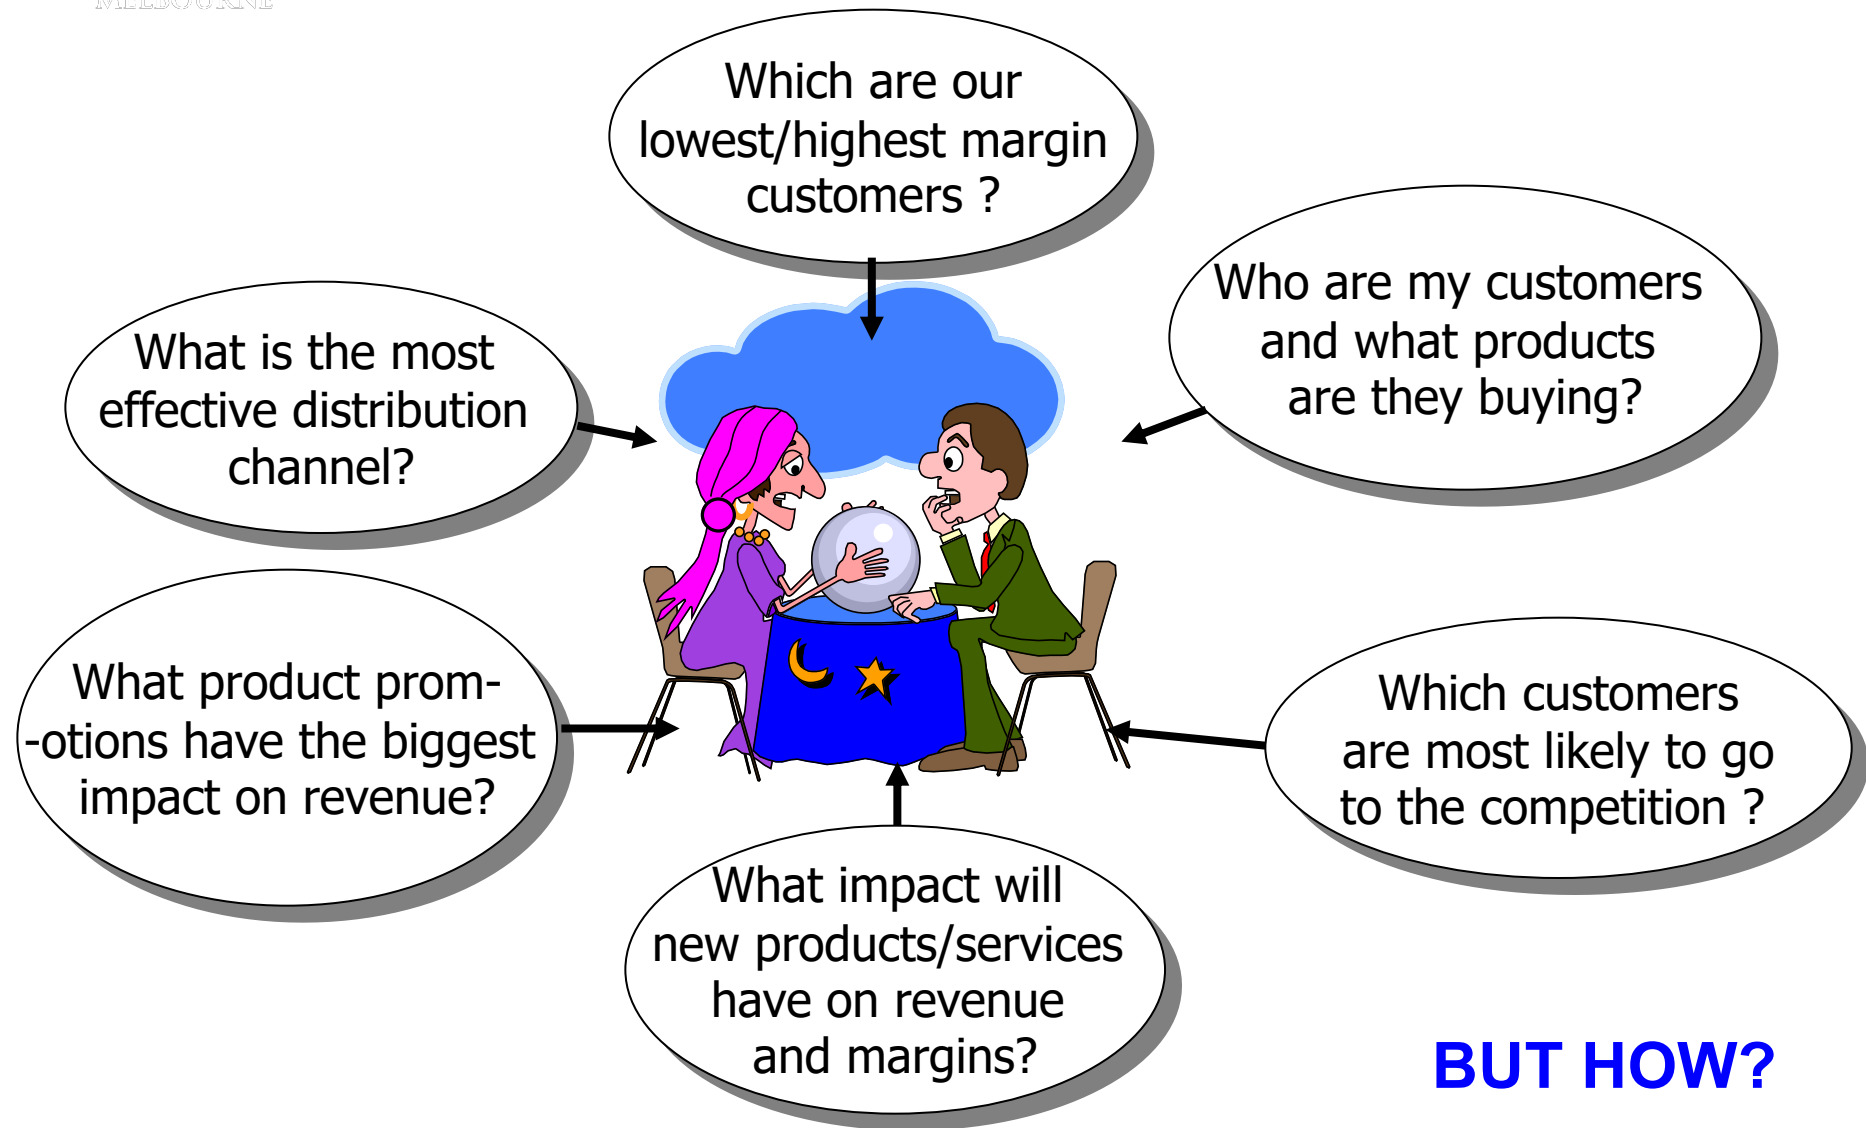 MELBOURNE
Which are our
lowest/highest margin
customers ?
Who are my customers
and what products
are they buying?
What is the most
effective distribution
channel?
What product prom-
-otions have the biggest
impact on revenue?
Which customers
are most likely to go
to the competition ?
What impact will
new products/services
have on revenue
and margins?
BUT HOW?